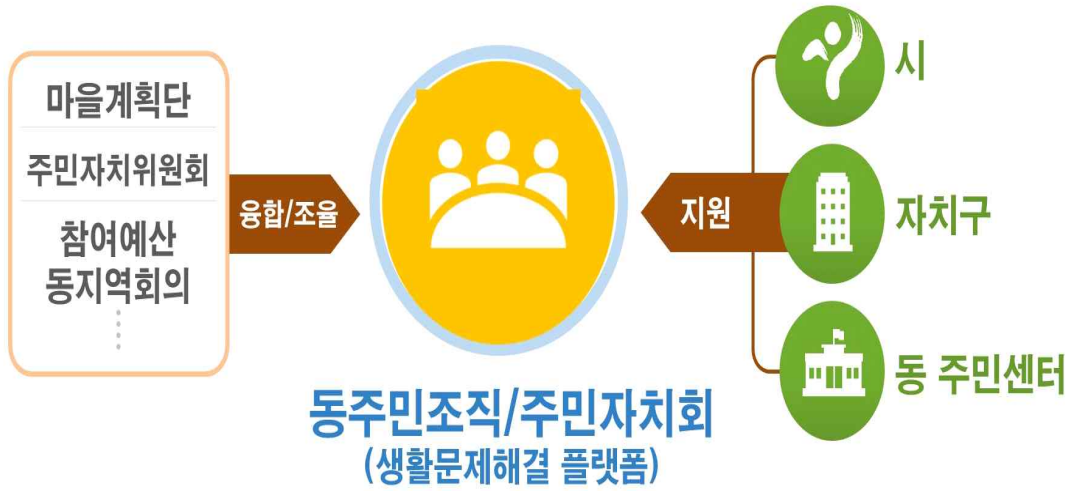 마을계획단
주민자치위원회
참여예산
동지역회의
융합/조율
동주민조직/주민자치회
(생활문제해결 플랫폼)
지원
시
자치구
동 주민센터